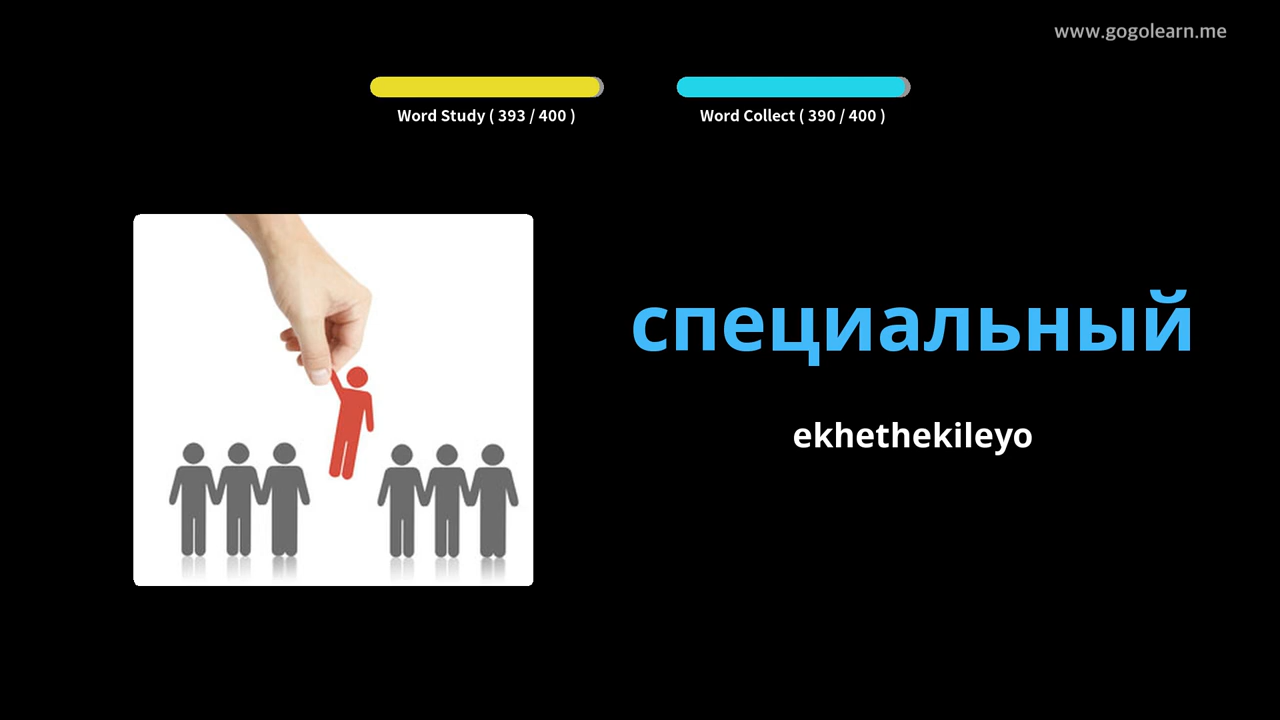 www.gogolearn.me
Word Study ( 393 / 400 )
Word Collect ( 390 / 400 )
специальный
ekhethekileyo